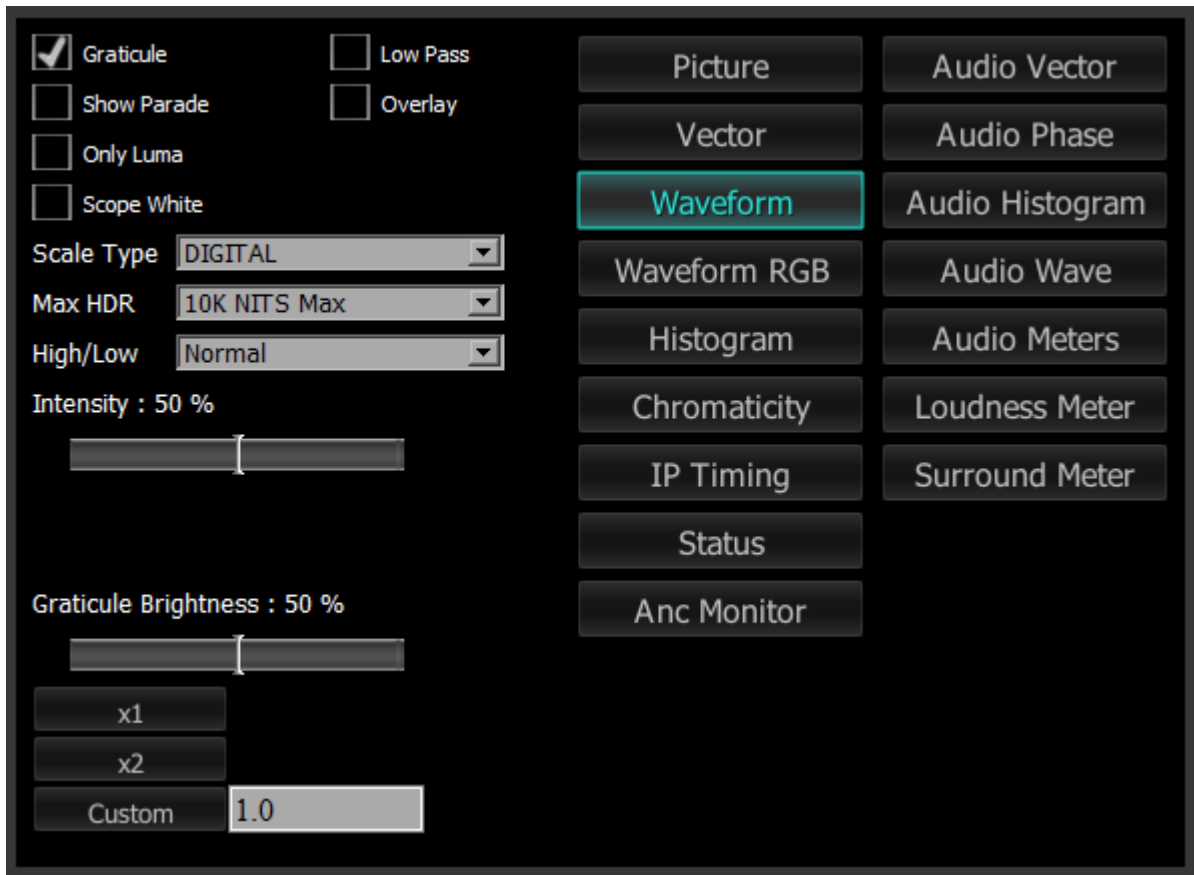 Graticule
Low Pass
Show Parade
Overlay
Only Luma
Scope White
Scale Type DIGITAL
Max HDR 10K NITS Max
High/Low Normal
Intensity : 50 %
Graticule Brightness : 50 %
x1
x2
Custom 1.0
Picture
Vector
Waveform
Waveform RGB
Histogram
Chromaticity
IP Timing
Status
Anc Monitor
Audio Vector
Audio Phase
Audio Histogram
Audio Wave
Audio Meters
Loudness Meter
Surround Meter